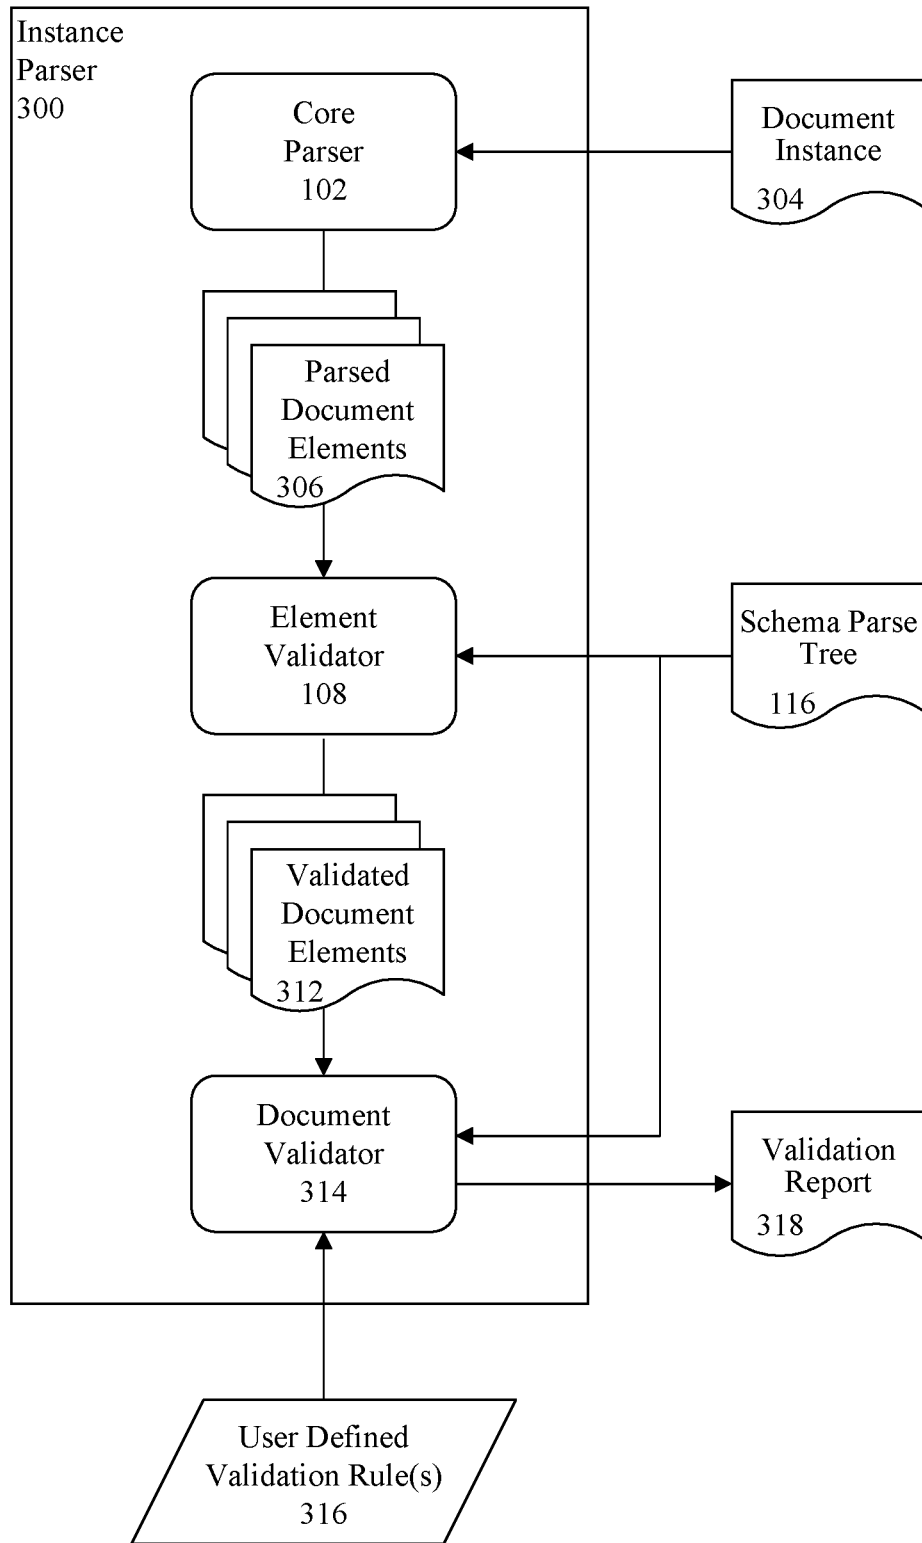 Instance
Parser
300
Core
Parser
102
Document
Instance
304
Parsed
Document
Elements
306
Element
Validator
108
Schema Parse
Tree
116
Validated
Document
Elements
312
Document
Validator
314
Validation
Report
318
User Defined
Validation Rule(s)
316